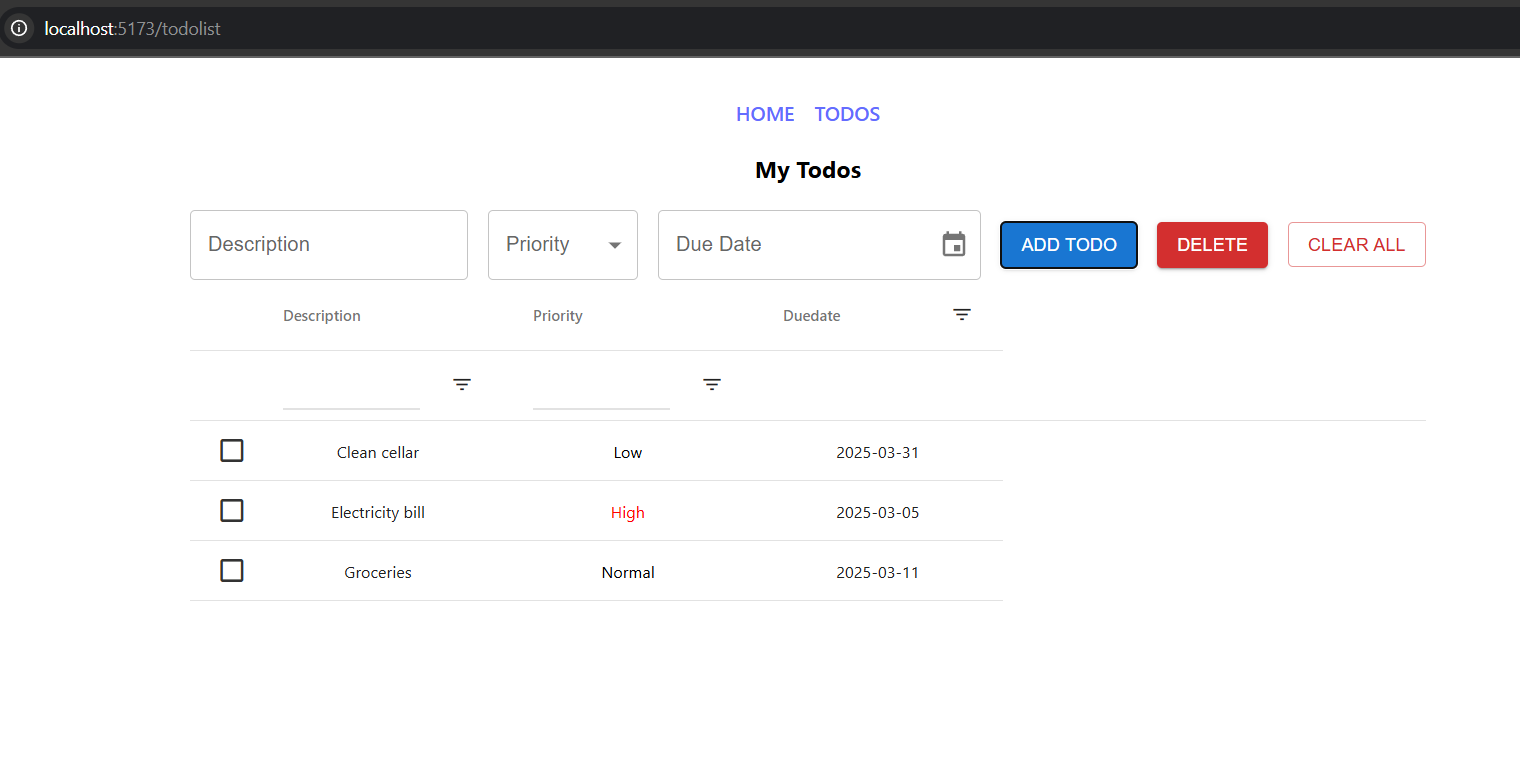 localhost:5173/todolist
HOME TODOS
My Todos
Description Priority Due Date ADD TODO DELETE CLEAR ALL
Description Priority Duedate
Clean cellar Low 2025-03-31
Electricity bill High 2025-03-05
Groceries Normal 2025-03-11